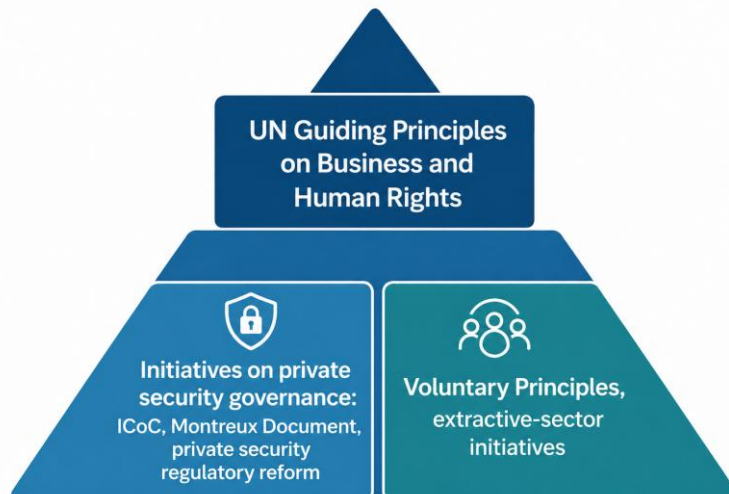 UN Guiding Principles
on Business and
Human Rights
Initiatives on private
security governance:
ICoC, Montreux Document,
private security
regulatory reform
Voluntary Principles,
extractive-sector
initiatives